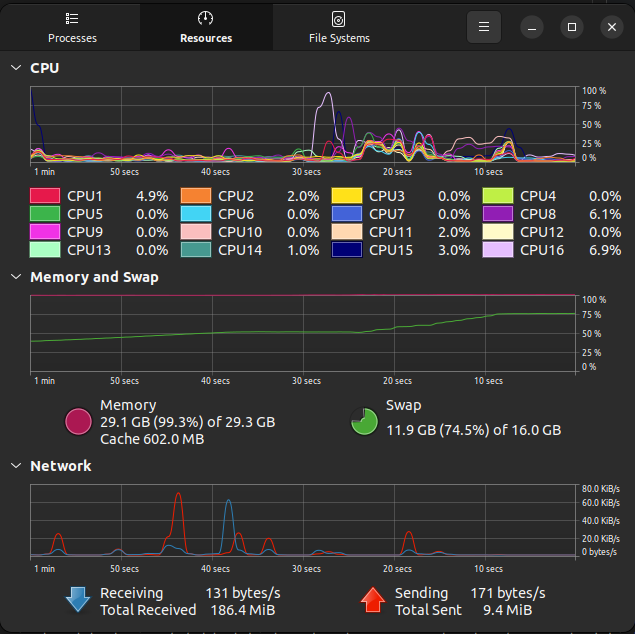 Processes Resources File Systems
CPU
100 %
75 %
50 %
25 %
0 %
1 min 50 secs 40 secs 30 secs 20 secs 10 secs
CPU1 4.9% CPU2 2.0% CPU3 0.0% CPU4 0.0%
CPU5 0.0% CPU6 0.0% CPU7 0.0% CPU8 6.1%
CPU9 0.0% CPU10 0.0% CPU11 2.0% CPU12 0.0%
CPU13 0.0% CPU14 1.0% CPU15 3.0% CPU16 6.9%
Memory and Swap
100 %
75 %
50 %
25 %
0 %
1 min 50 secs 40 secs 30 secs 20 secs 10 secs
Memory Swap
29.1 GB (99.3%) of 29.3 GB 11.9 GB (74.5%) of 16.0 GB
Cache 602.0 MB
Network
80.0 KiB/s
60.0 KiB/s
40.0 KiB/s
20.0 KiB/s
0 bytes/s
1 min 50 secs 40 secs 30 secs 20 secs 10 secs
Receiving 131 bytes/s Sending 171 bytes/s
Total Received 186.4 MiB Total Sent 9.4 MiB